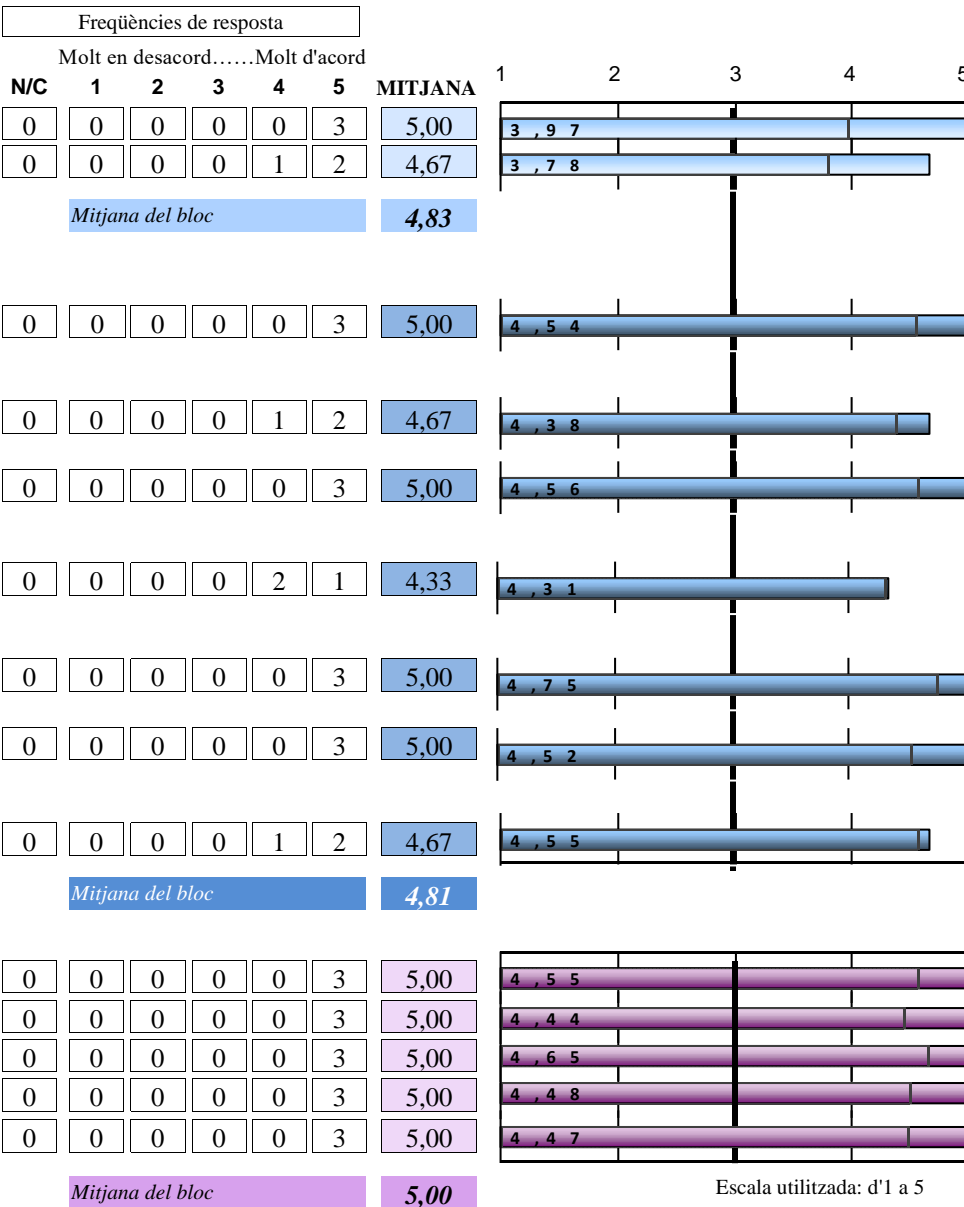 Freqüències de resposta
Molt en desacord……Molt d'acord
N/C 1 2 3 4 5 MITJANA 1 2 3 4 5
0 0 0 0 0 3 5,00 3,97
0 0 0 0 1 2 4,67 3,78
Mitjana del bloc 4,83
0 0 0 0 0 3 5,00 4,54
0 0 0 0 1 2 4,67 4,38
0 0 0 0 0 3 5,00 4,56
0 0 0 0 2 1 4,33 4,31
0 0 0 0 0 3 5,00 4,75
0 0 0 0 0 3 5,00 4,52
0 0 0 0 1 2 4,67 4,55
Mitjana del bloc 4,81
0 0 0 0 0 3 5,00 4,55
0 0 0 0 0 3 5,00 4,44
0 0 0 0 0 3 5,00 4,65
0 0 0 0 0 3 5,00 4,48
0 0 0 0 0 3 5,00 4,47
Mitjana del bloc 5,00
Escala utilitzada: d'1 a 5